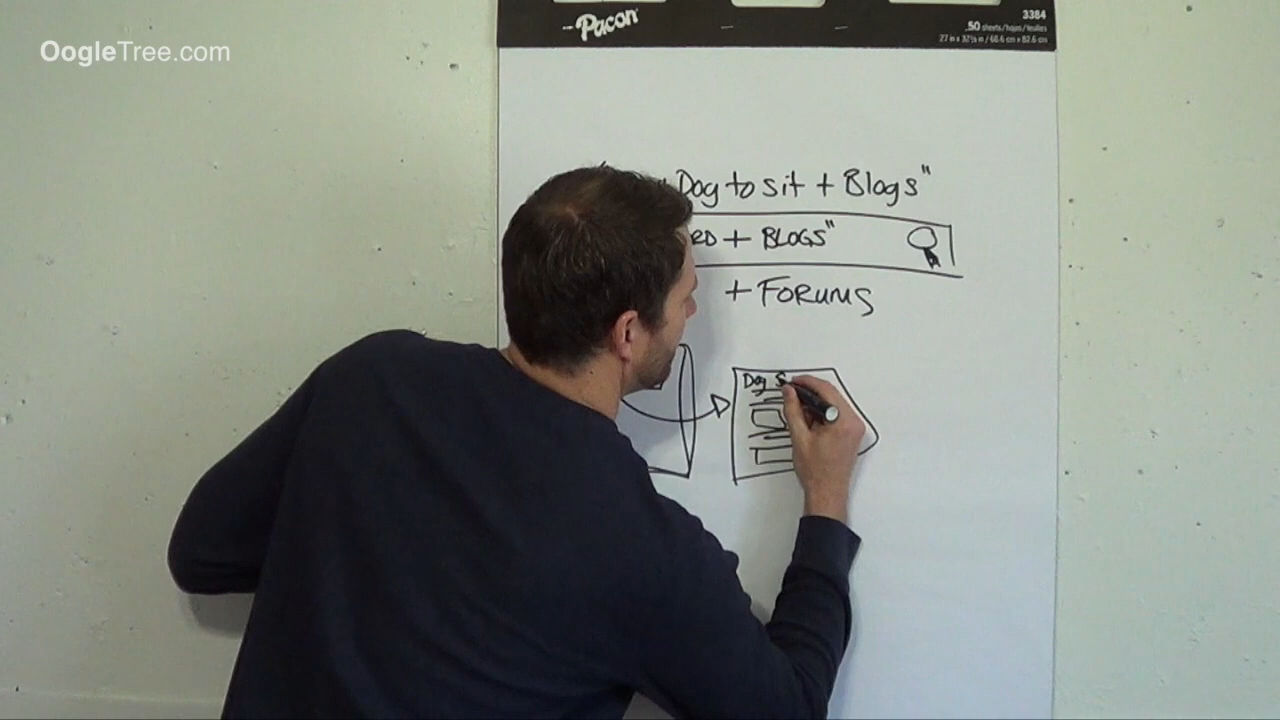 OogleTree.com
Pacon
3384
50 sheets/hojas/feuilles
27 in x 32½ in / 68.6 cm x 82.6 cm
Dog to sit + Blogs"
RD + BLOGS"
+ FORUMS
Dog S